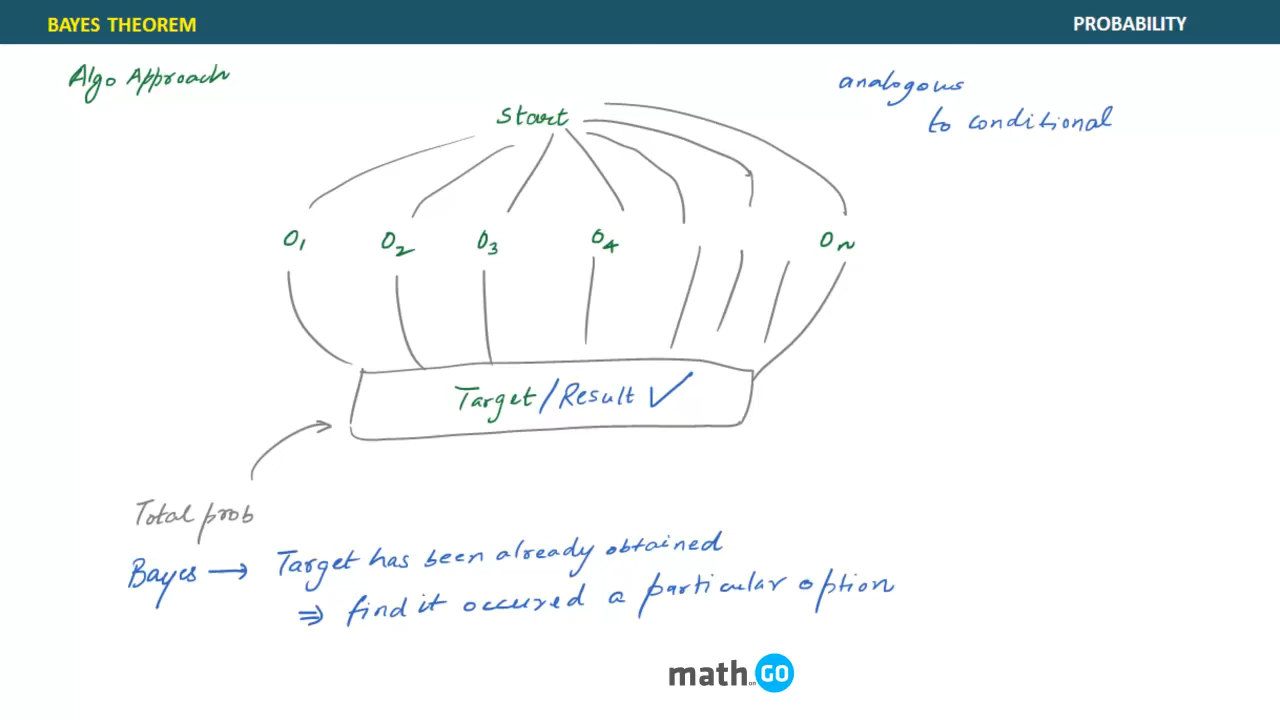 BAYES THEOREM
PROBABILITY
Algo Approach
analogous
to conditional
Start
O1 O2 O3 O4 On
Target/Result ✓
Total prob
Bayes → Target has been already obtained
⇒ find it occured a particular option
math on GO